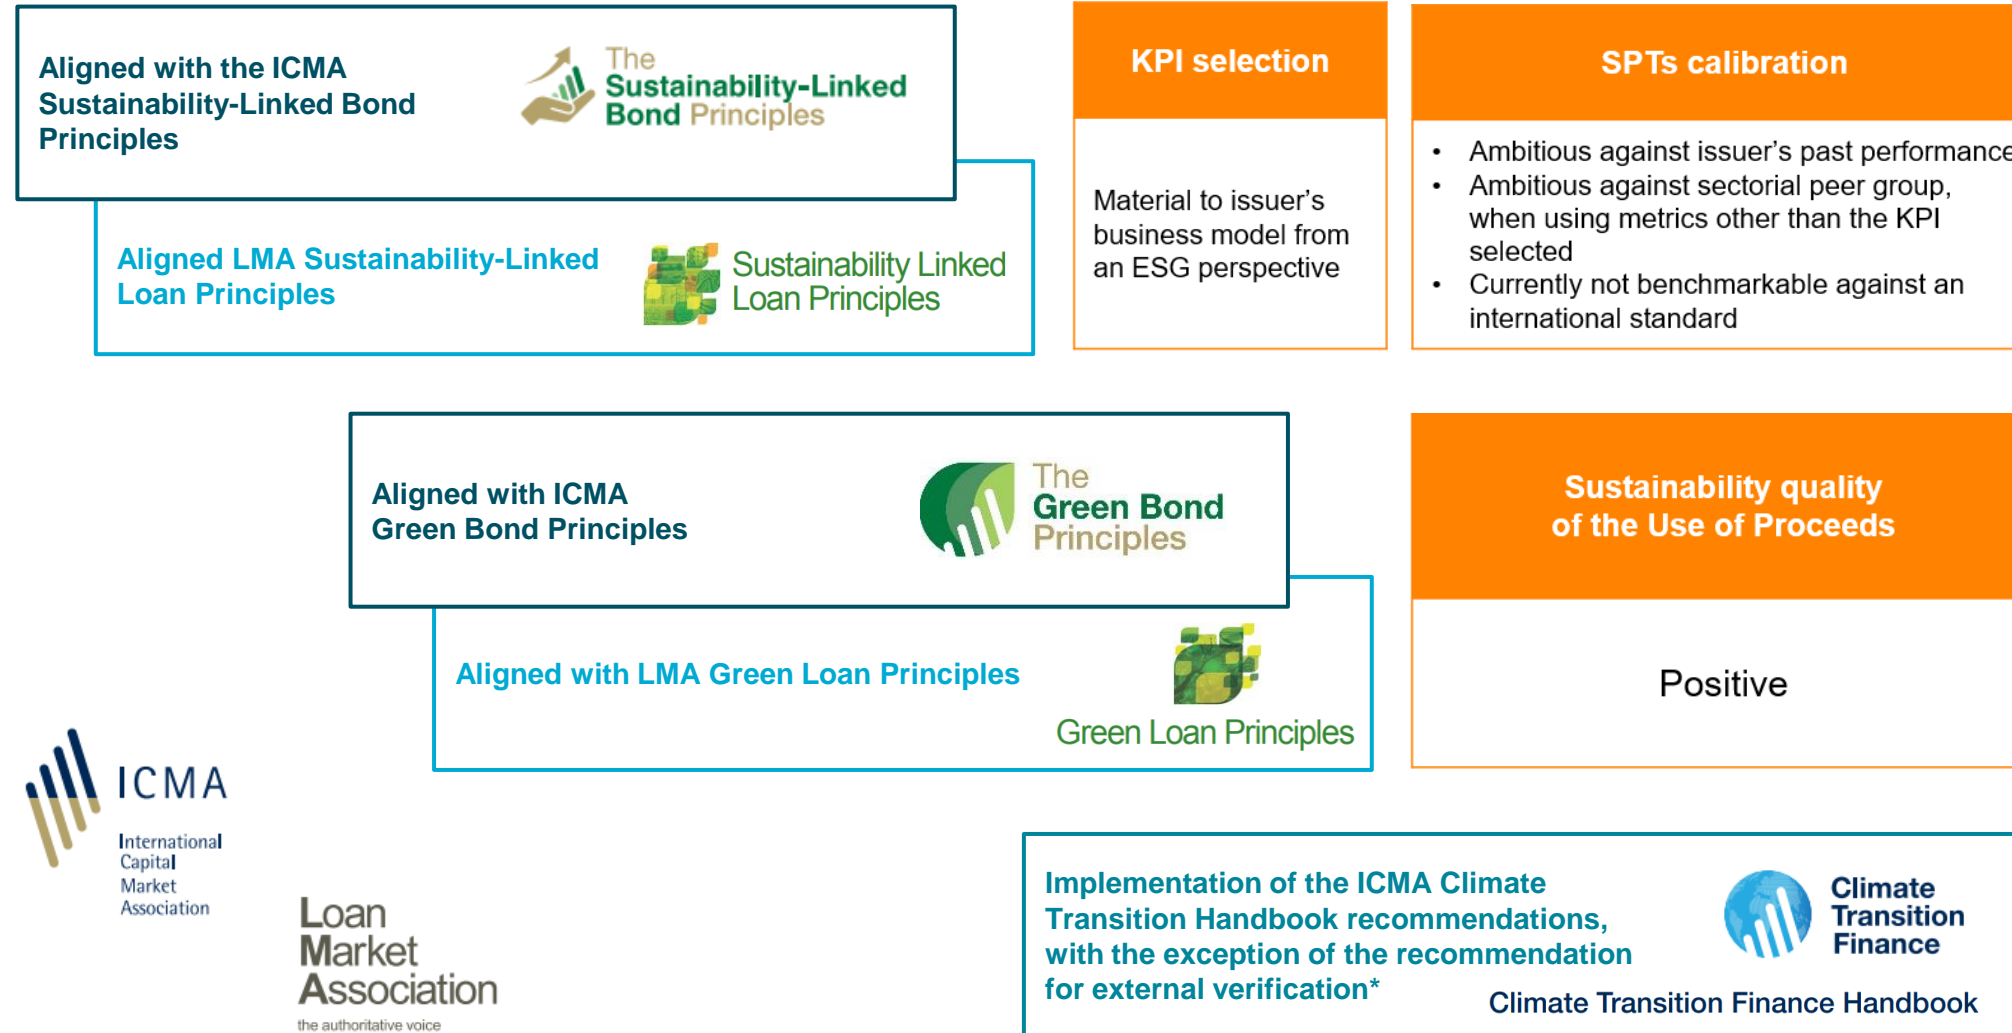 Aligned with the ICMA
Sustainability-Linked Bond
Principles
The
Sustainability-Linked
Bond Principles
Aligned LMA Sustainability-Linked
Loan Principles
Sustainability Linked
Loan Principles
KPI selection
Material to issuer's
business model from
an ESG perspective
SPTs calibration
• Ambitious against issuer's past performance
• Ambitious against sectorial peer group,
when using metrics other than the KPI
selected
• Currently not benchmarkable against an
international standard
Aligned with ICMA
Green Bond Principles
The
Green Bond
Principles
Aligned with LMA Green Loan Principles
Green Loan Principles
Sustainability quality
of the Use of Proceeds
Positive
ICMA
International
Capital
Market
Association
Loan
Market
Association
the authoritative voice
Implementation of the ICMA Climate
Transition Handbook recommendations,
with the exception of the recommendation
for external verification*
Climate
Transition
Finance
Climate Transition Finance Handbook